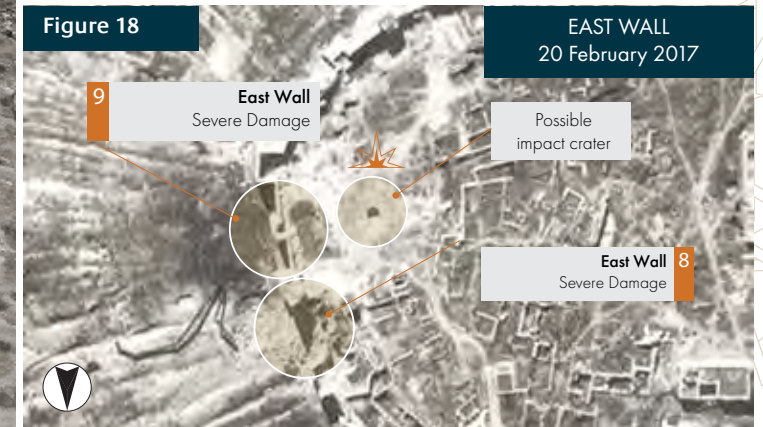 Figure 18
EAST WALL
20 February 2017
9
East Wall
Severe Damage
Possible
impact crater
East Wall
8
Severe Damage